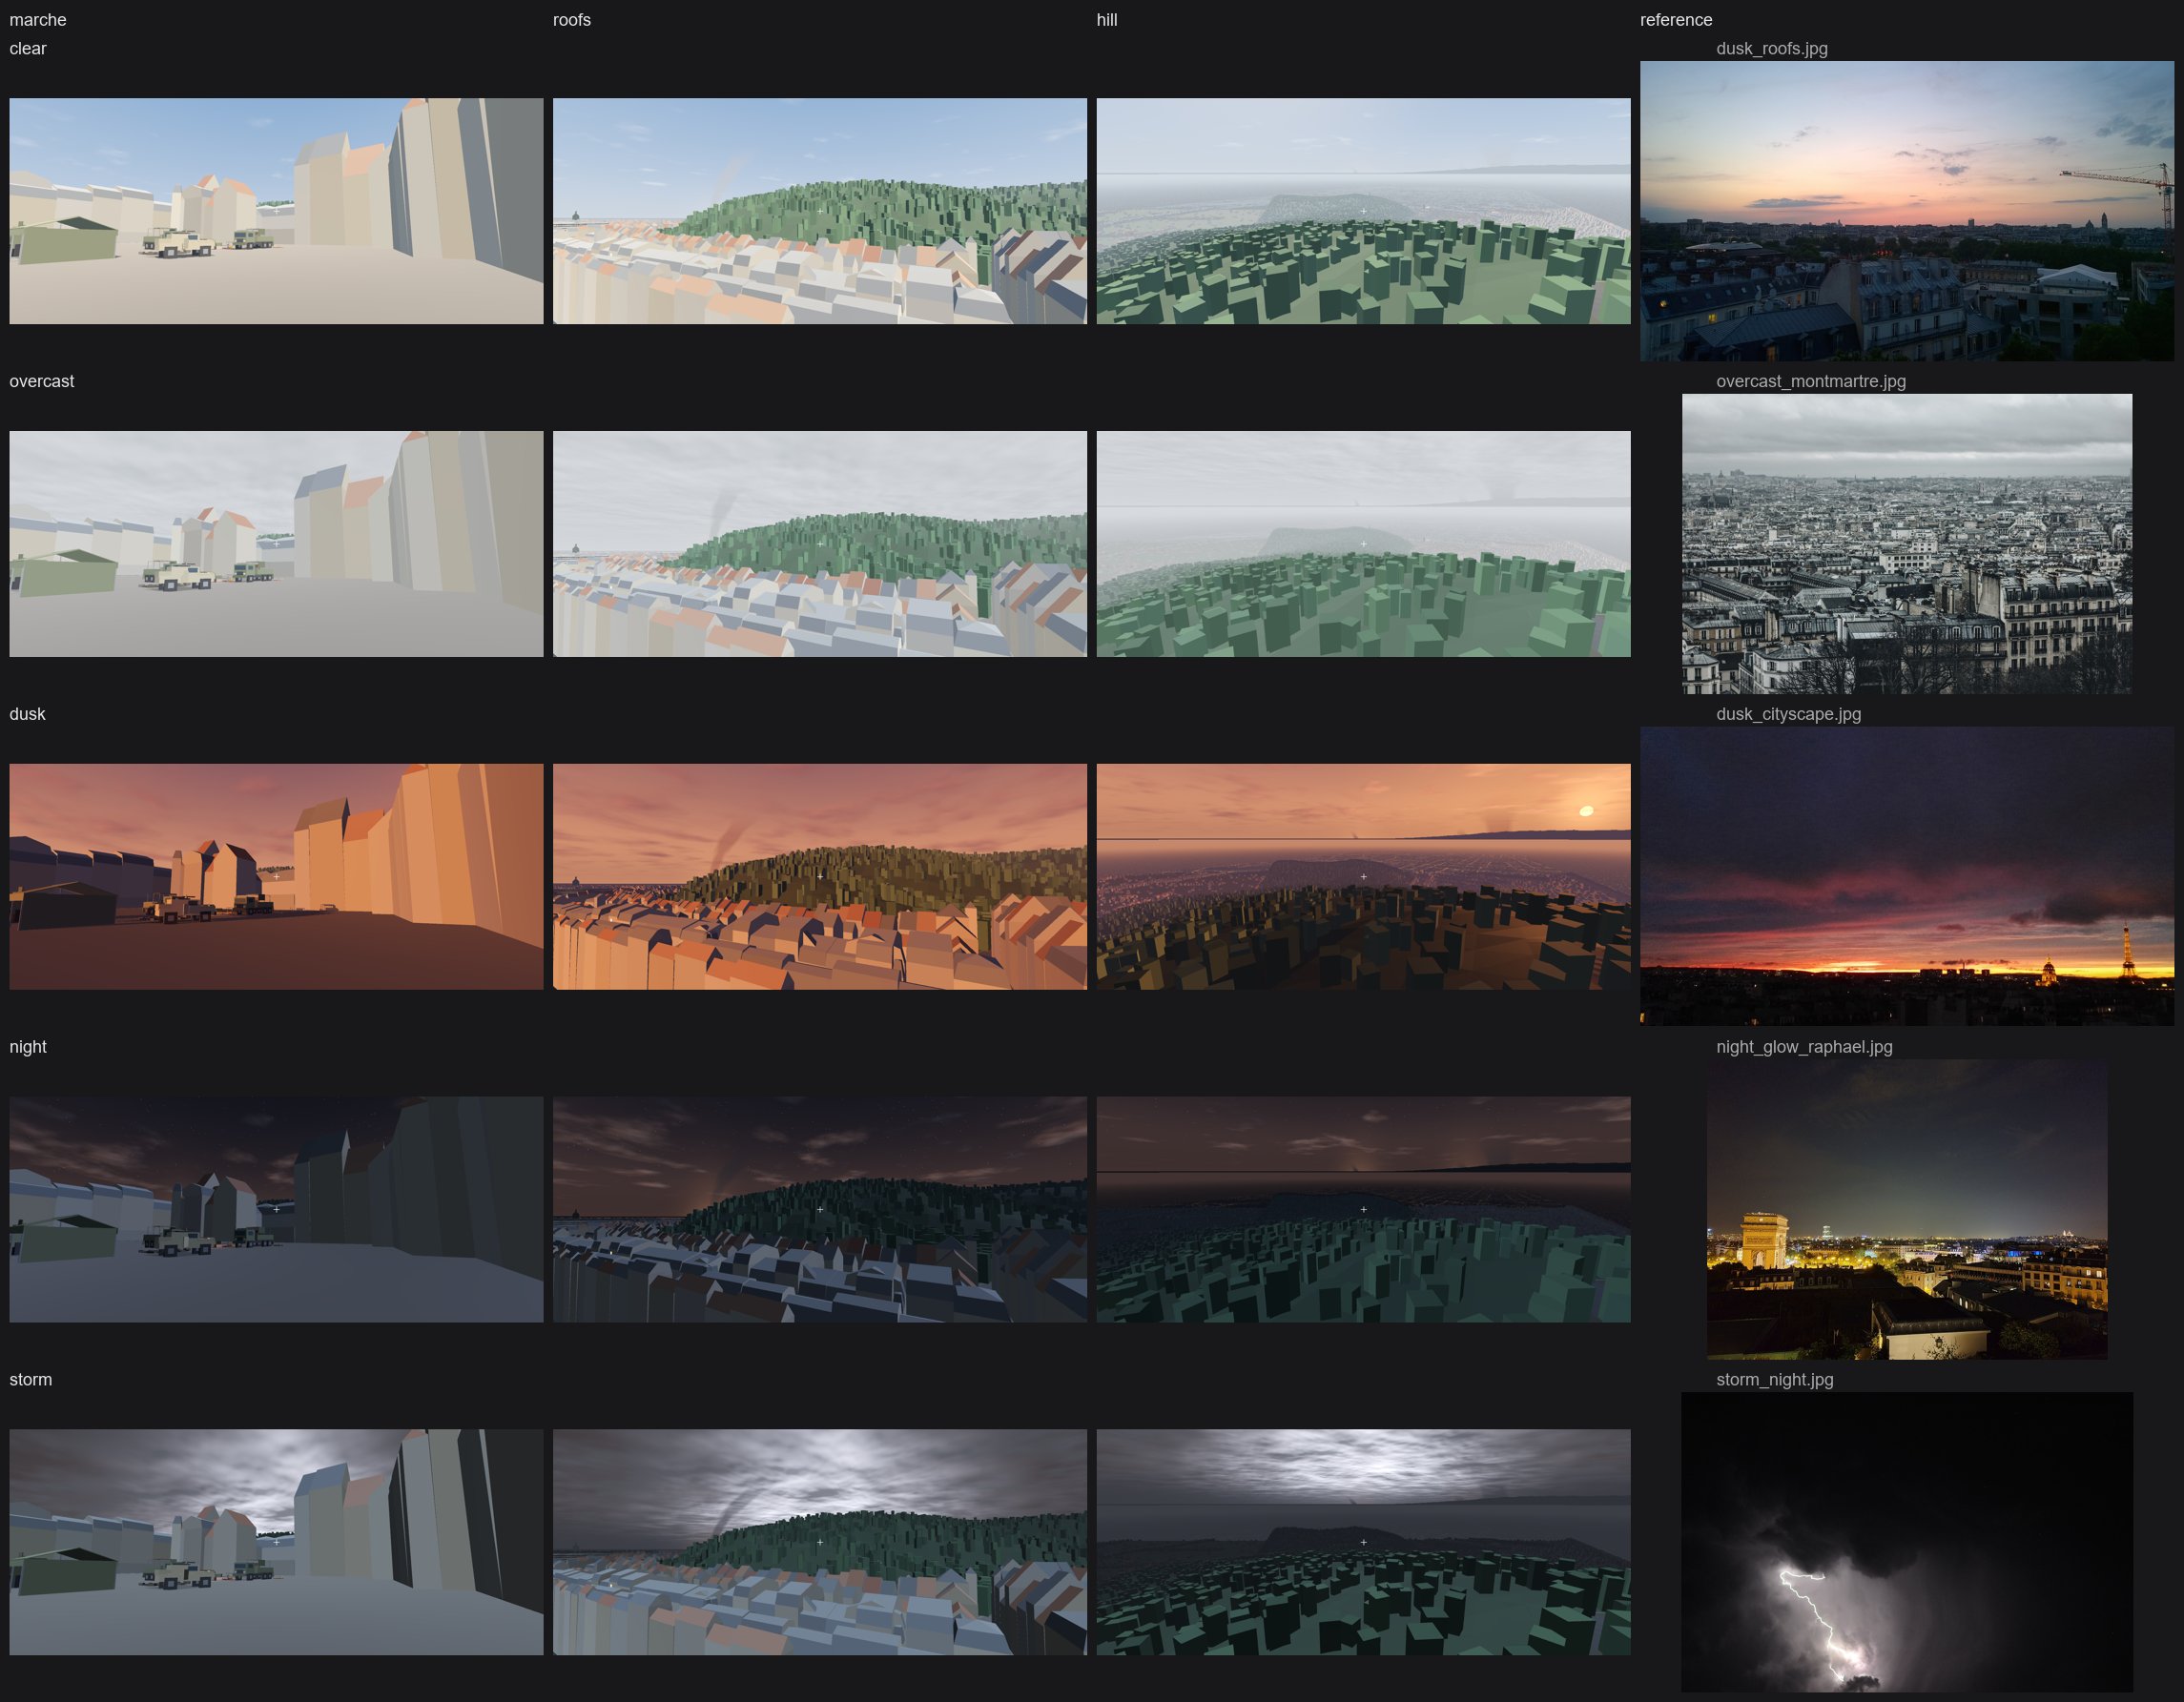 marche roofs hill reference
clear dusk_roofs.jpg
overcast overcast_montmartre.jpg
dusk dusk_cityscape.jpg
night night_glow_raphael.jpg
storm storm_night.jpg